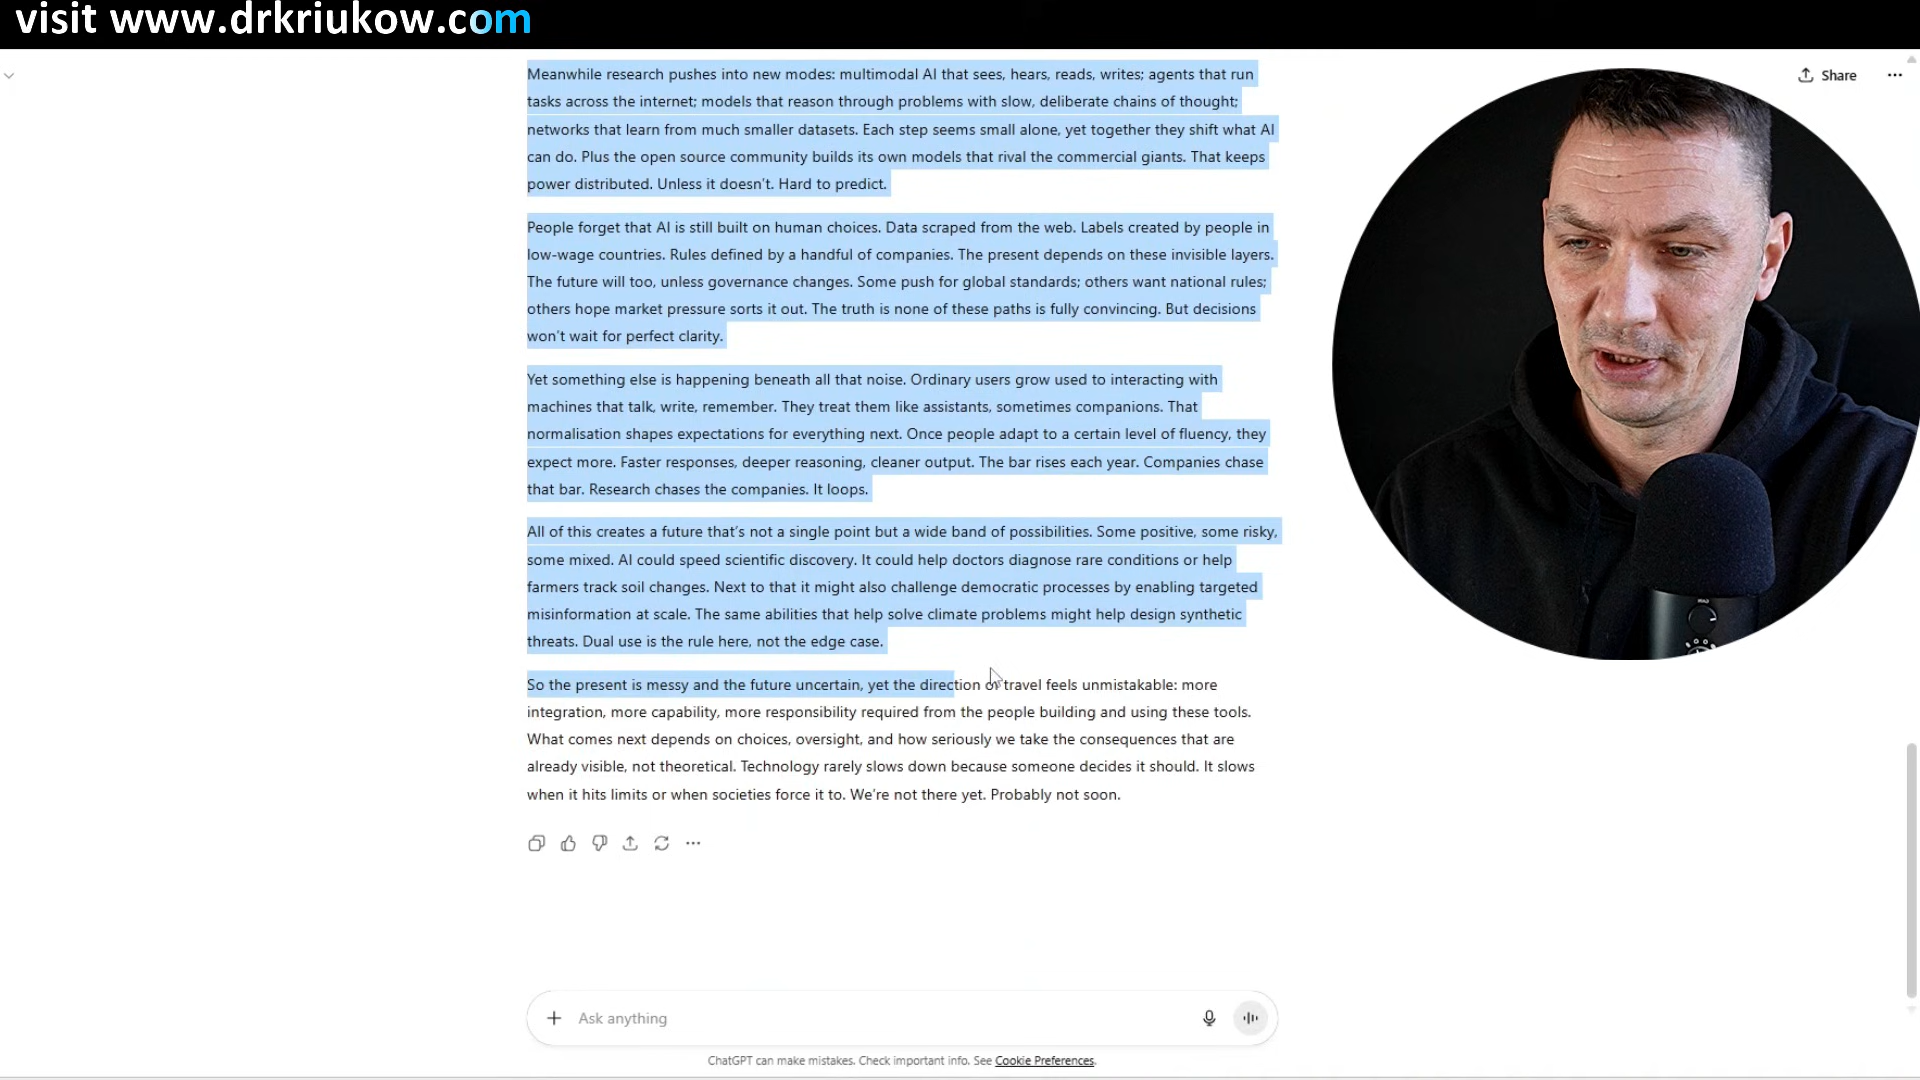 visit www.drkriukow.com
Share
Meanwhile research pushes into new modes: multimodal AI that sees, hears, reads, writes; agents that run
tasks across the internet; models that reason through problems with slow, deliberate chains of thought;
networks that learn from much smaller datasets. Each step seems small alone, yet together they shift what AI
can do. Plus the open source community builds its own models that rival the commercial giants. That keeps
power distributed. Unless it doesn’t. Hard to predict.
People forget that AI is still built on human choices. Data scraped from the web. Labels created by people in
low-wage countries. Rules defined by a handful of companies. The present depends on these invisible layers.
The future will too, unless governance changes. Some push for global standards; others want national rules;
others hope market pressure sorts it out. The truth is none of these paths is fully convincing. But decisions
won’t wait for perfect clarity.
Yet something else is happening beneath all that noise. Ordinary users grow used to interacting with
machines that talk, write, remember. They treat them like assistants, sometimes companions. That
normalisation shapes expectations for everything next. Once people adapt to a certain level of fluency, they
expect more. Faster responses, deeper reasoning, cleaner output. The bar rises each year. Companies chase
that bar. Research chases the companies. It loops.
All of this creates a future that’s not a single point but a wide band of possibilities. Some positive, some risky,
some mixed. AI could speed scientific discovery. It could help doctors diagnose rare conditions or help
farmers track soil changes. Next to that it might also challenge democratic processes by enabling targeted
misinformation at scale. The same abilities that help solve climate problems might help design synthetic
threats. Dual use is the rule here, not the edge case.
So the present is messy and the future uncertain, yet the direction of travel feels unmistakable: more
integration, more capability, more responsibility required from the people building and using these tools.
What comes next depends on choices, oversight, and how seriously we take the consequences that are
already visible, not theoretical. Technology rarely slows down because someone decides it should. It slows
when it hits limits or when societies force it to. We’re not there yet. Probably not soon.
Ask anything
ChatGPT can make mistakes. Check important info. See Cookie Preferences.